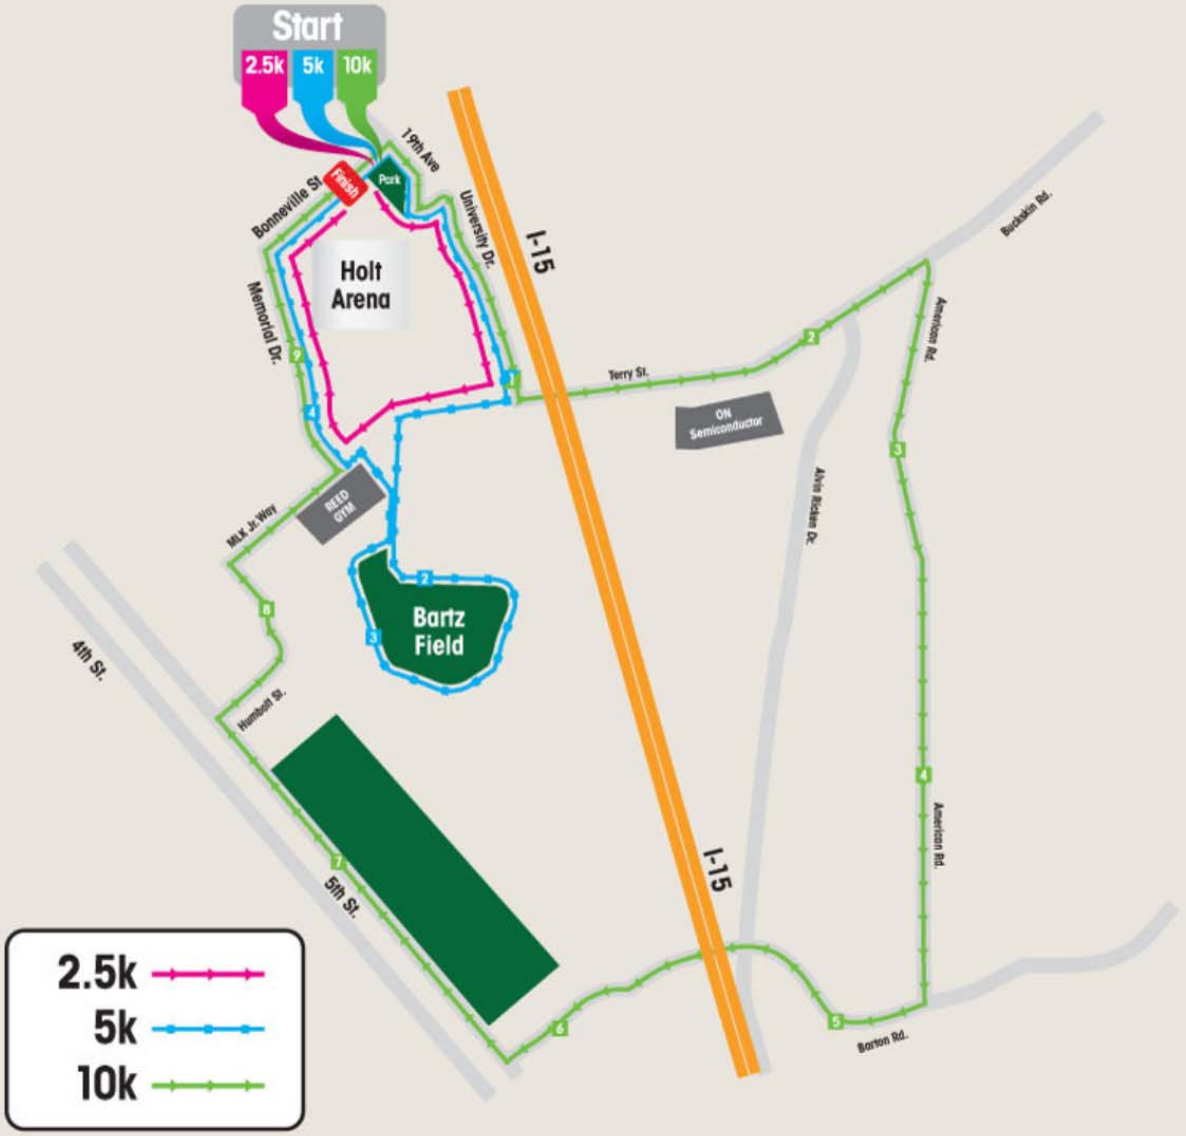 Start
2.5k
5k
10k
19th Ave
Park
Finish
Bonneville St
University Dr.
I-15
Buckskin Rd.
Holt
Arena
Memorial Dr.
American Rd.
9
1
2
Terry St.
4
ON
Semiconductor
3
Alvin Ricken Dr.
REED
GYM
MLK Jr. Way
2
8
Bartz
Field
3
4th St.
Humbolt St.
4
American Rd.
7
5th St.
I-15
6
5
Barton Rd.
2.5k
5k
10k